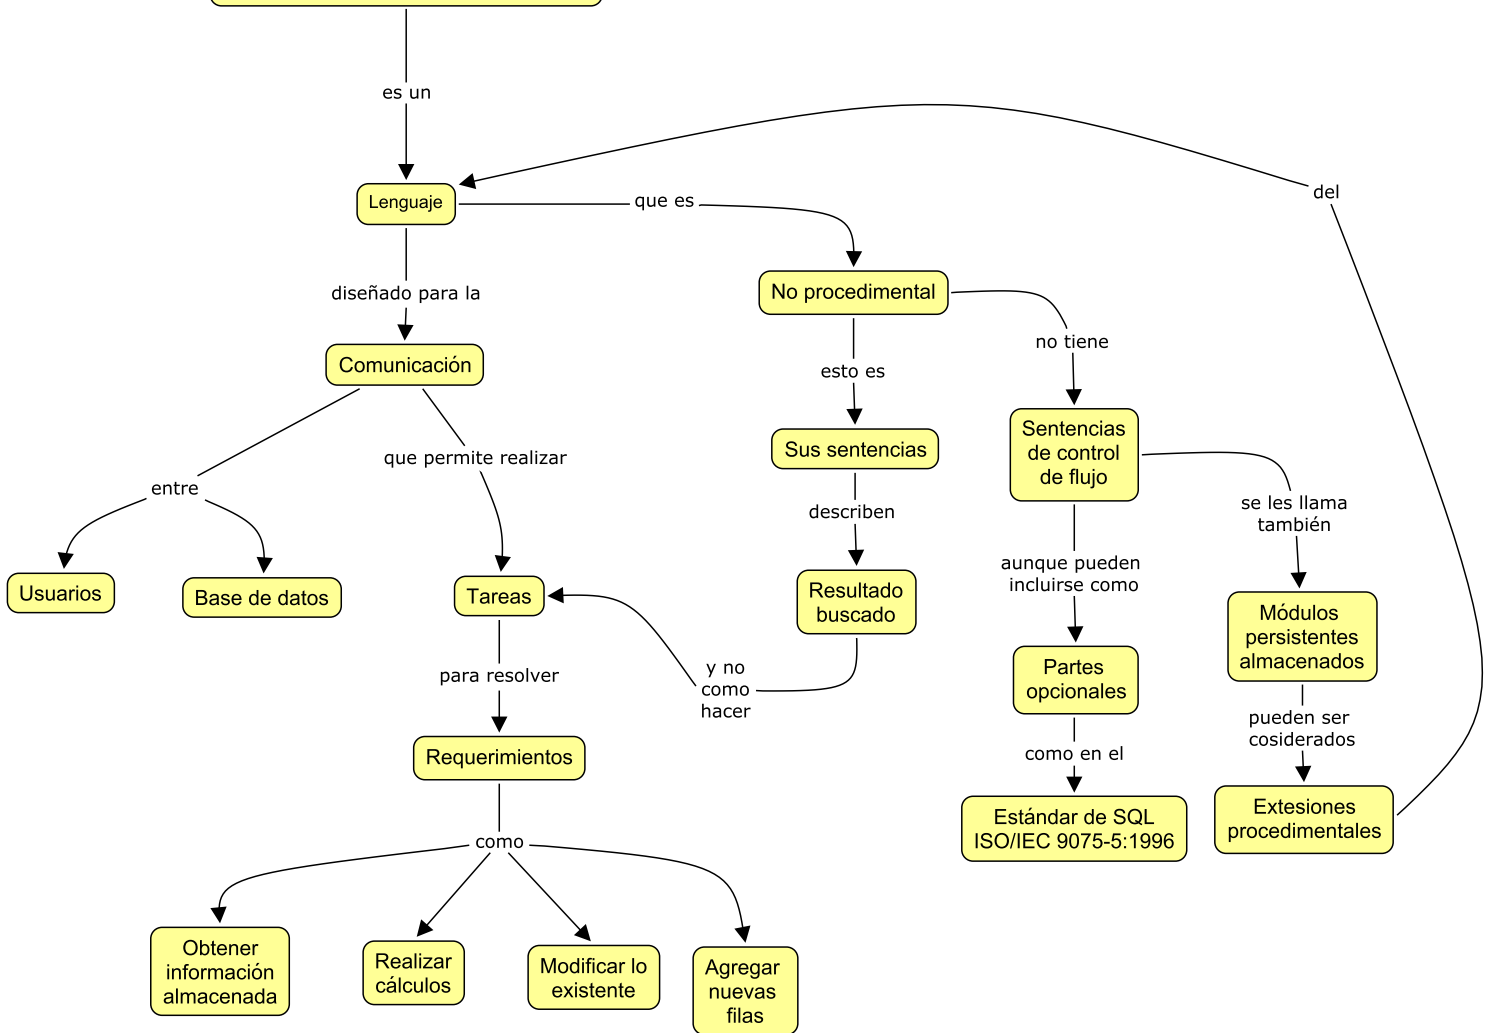 es un
del
Lenguaje
que es
diseñado para la
No procedimental
no tiene
Comunicación
esto es
Sentencias
de control
de flujo
Sus sentencias
que permite realizar
entre
describen
se les llama
también
Usuarios
Base de datos
Tareas
Resultado
buscado
aunque pueden
incluirse como
Módulos
persistentes
almacenados
para resolver
y no
como
hacer
Partes
opcionales
pueden ser
cosiderados
Requerimientos
como en el
Estándar de SQL
ISO/IEC 9075-5:1996
Extesiones
procedimentales
como
Obtener
información
almacenada
Realizar
cálculos
Modificar lo
existente
Agregar
nuevas
filas